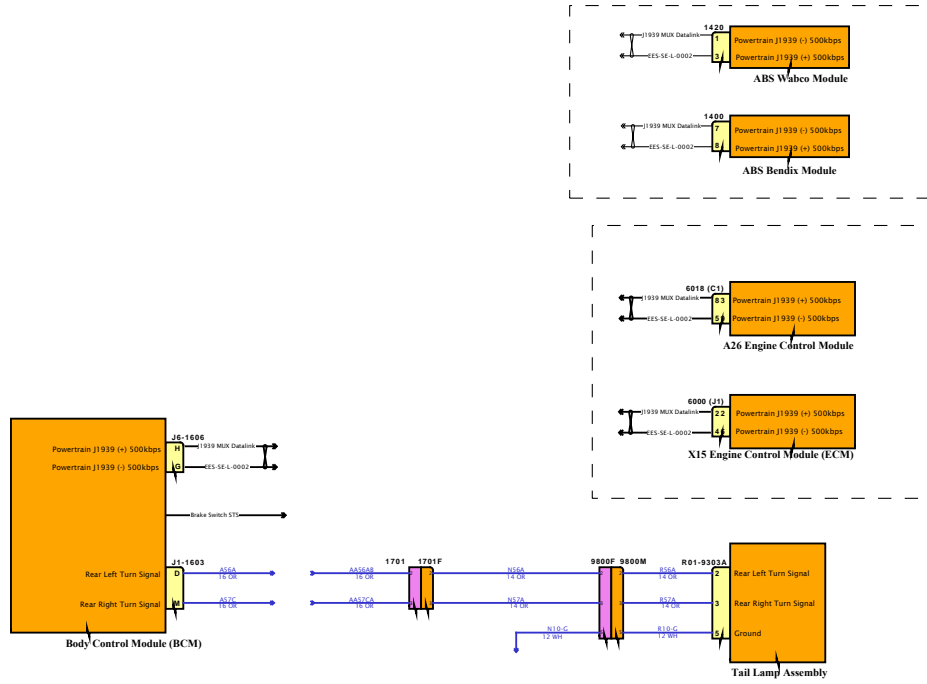 1420
J1939 MUX Datalink
1
Powertrain J1939 (-) 500kbps
EES-SE-L-0002
3
Powertrain J1939 (+) 500kbps
ABS Wabco Module
1400
J1939 MUX Datalink
7
Powertrain J1939 (-) 500kbps
EES-SE-L-0002
8
Powertrain J1939 (+) 500kbps
ABS Bendix Module
6018 (C1)
J1939 MUX Datalink
83
Powertrain J1939 (+) 500kbps
EES-SE-L-0002
Powertrain J1939 (-) 500kbps
A26 Engine Control Module
6000 (J1)
J1939 MUX Datalink
22
Powertrain J1939 (+) 500kbps
EES-SE-L-0002
46
Powertrain J1939 (-) 500kbps
X15 Engine Control Module (ECM)
J6-1606
Powertrain J1939 (+) 500kbps
H
J1939 MUX Datalink
Powertrain J1939 (-) 500kbps
G
EES-SE-L-0002
Brake Switch STS
J1-1603
Rear Left Turn Signal
D
A56A
16 OR
Rear Right Turn Signal
M
A57C
16 OR
Body Control Module (BCM)
1701
1701F
9800F
9800M
R01-9303A
AA56AB
16 OR
N56A
14 OR
R56A
14 OR
2
Rear Left Turn Signal
AA57CA
16 OR
N57A
14 OR
R57A
14 OR
3
Rear Right Turn Signal
N10-G
12 WH
R10-G
12 WH
5
Ground
Tail Lamp Assembly